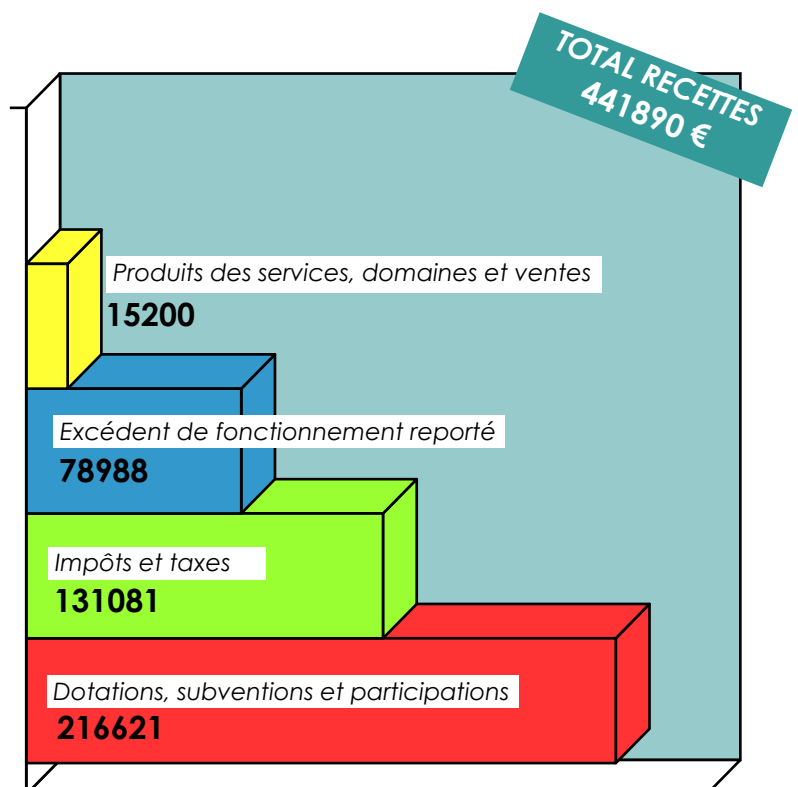 TOTAL RECETTES
441890 €
Produits des services, domaines et ventes
15200
Excédent de fonctionnement reporté
78988
Impôts et taxes
131081
Dotations, subventions et participations
216621